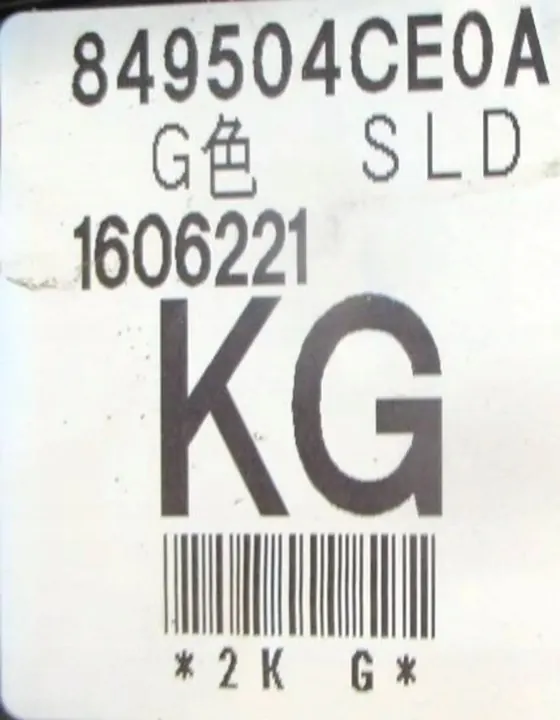 849504CE0A
G色 SLD
1606221
KG
*2K G*